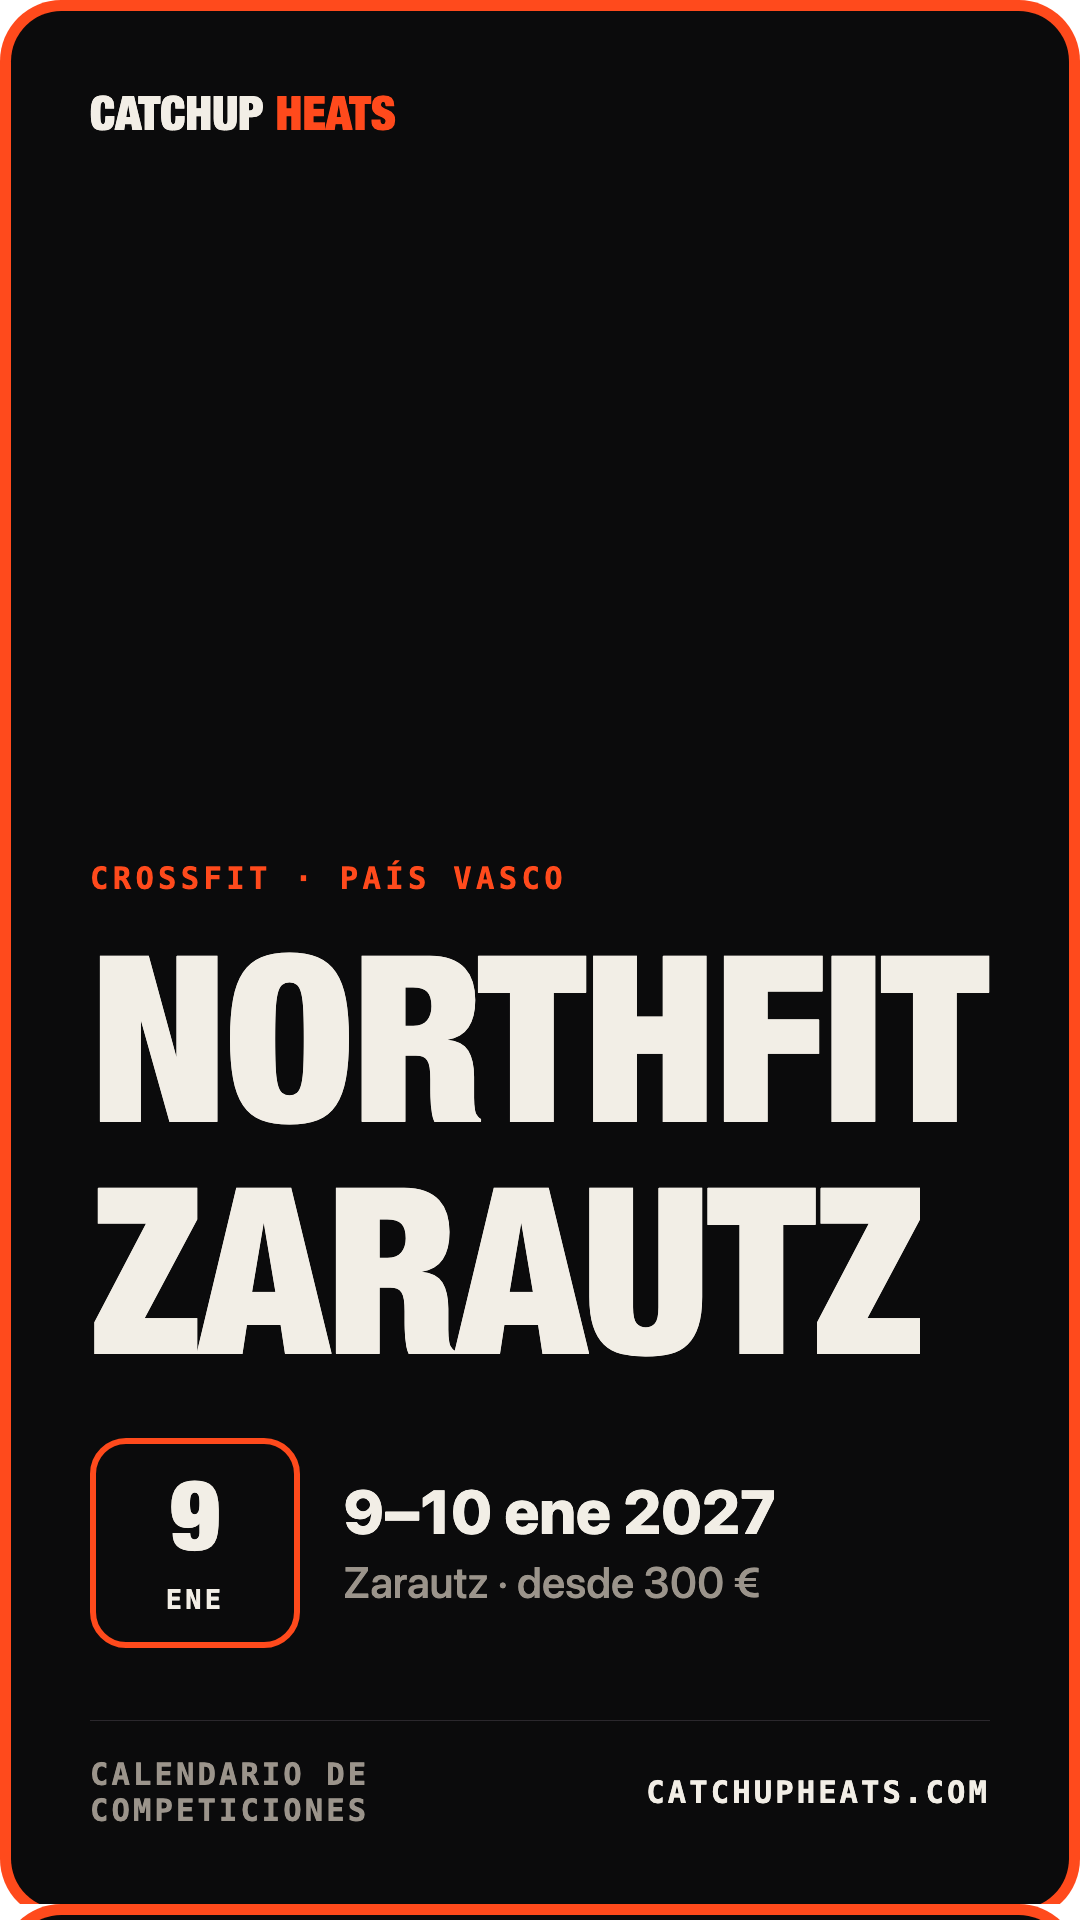 CATCHUP HEATS
CROSSFIT · PAÍS VASCO
NORTHFIT
ZARAUTZ
9
ENE
9–10 ene 2027
Zarautz · desde 300 €
CALENDARIO DE
COMPETICIONES
CATCHUPHEATS.COM